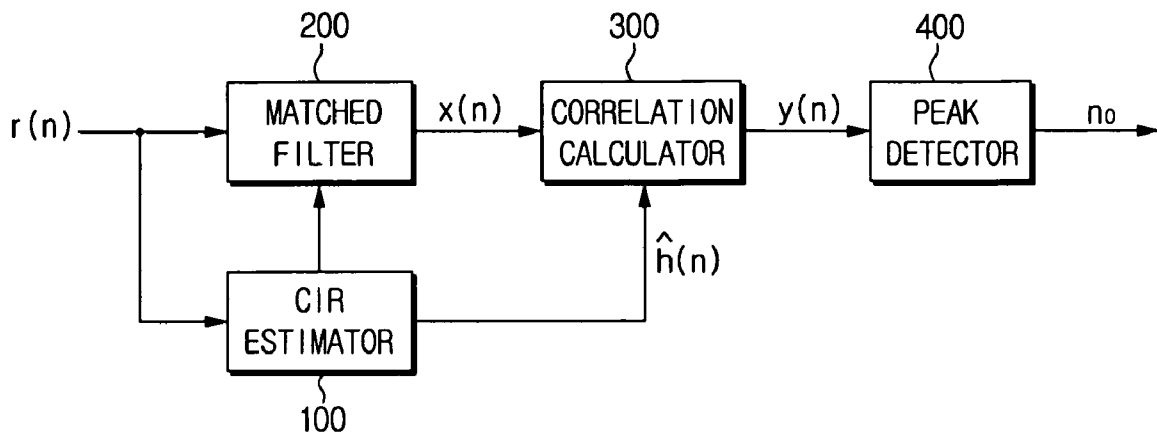 200
300
400
r(n)
MATCHED
FILTER
x(n)
CORRELATION
CALCULATOR
y(n)
PEAK
DETECTOR
n₀
ĥ(n)
CIR
ESTIMATOR
100